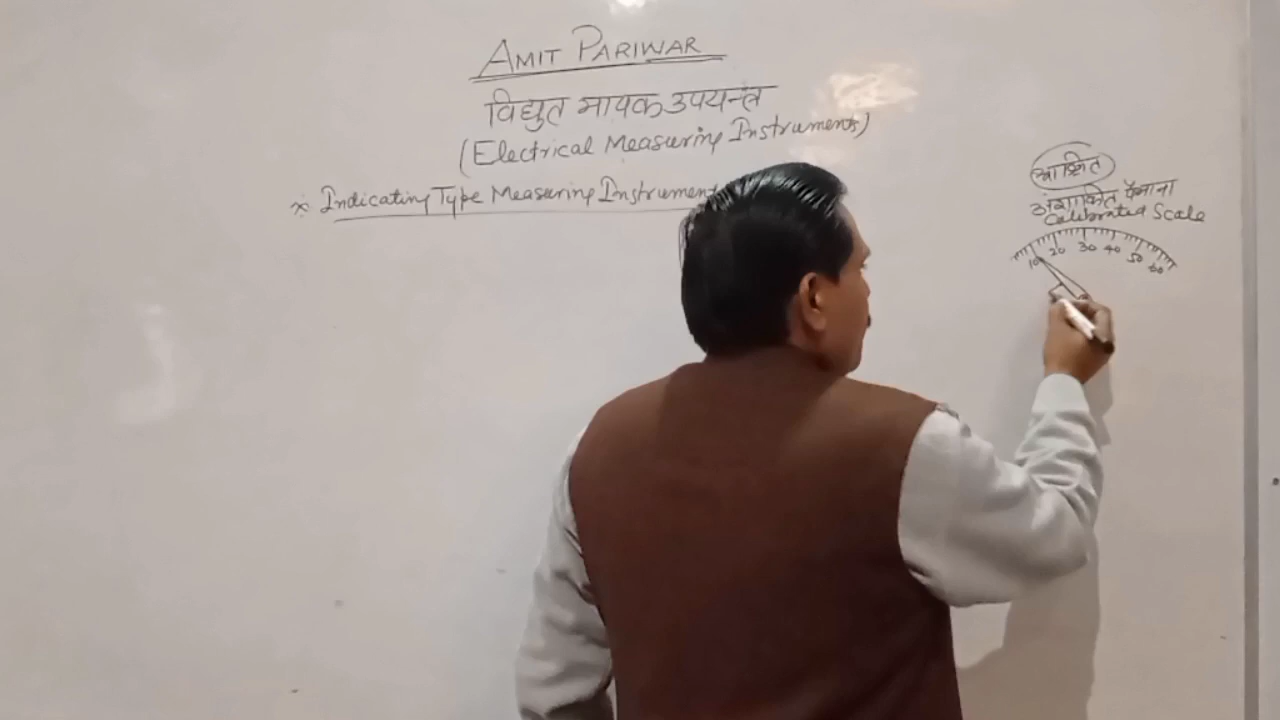 AMIT PARIWAR
विद्युत मापक उपयन्त्र
(Electrical Measuring Instruments)
* Indicating Type Measuring Instrument
अंशांकित पैमाना
Calibrated Scale
10 20 30 40 50 60